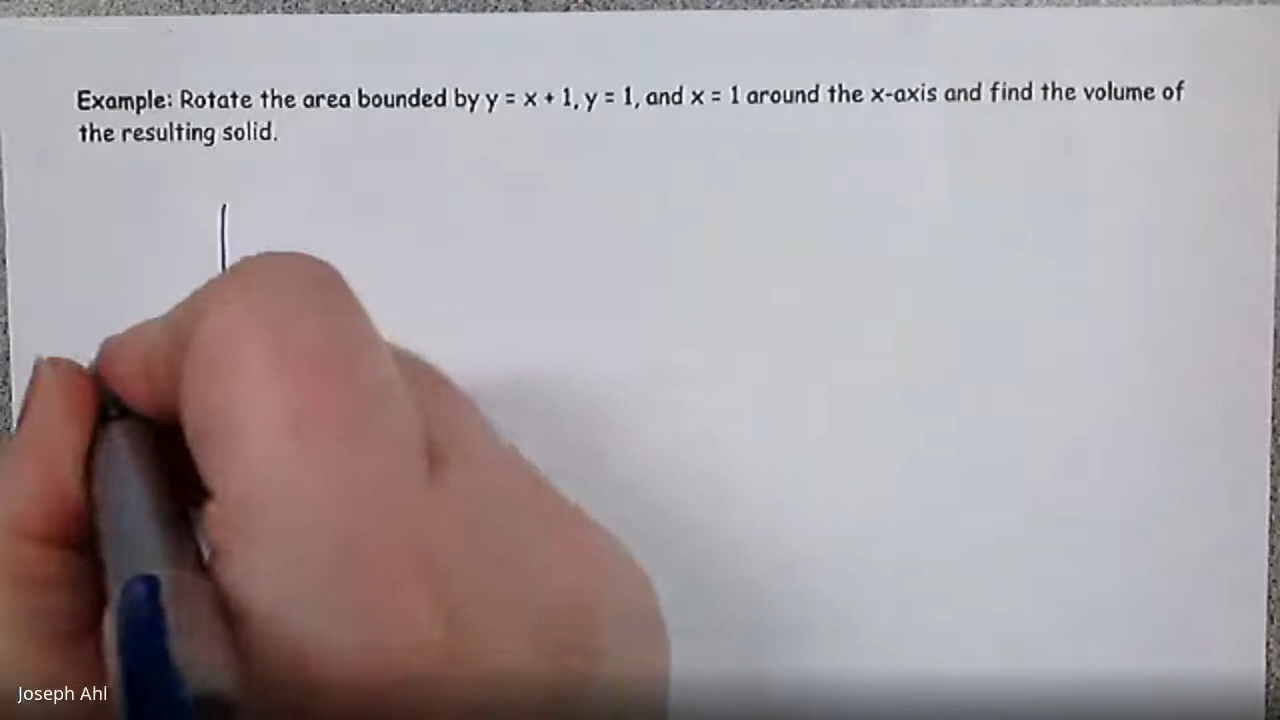 Example: Rotate the area bounded by y = x + 1, y = 1, and x = 1 around the x-axis and find the volume of
the resulting solid.
Joseph Ahl